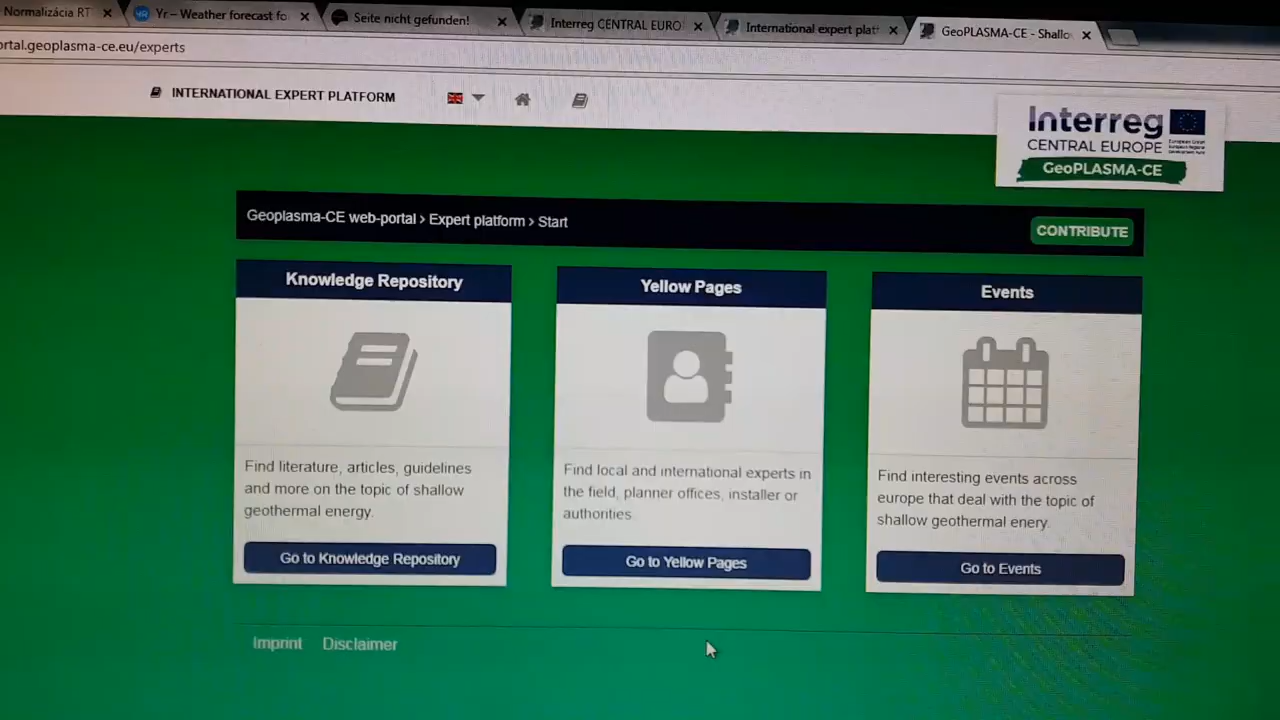 Normalizácia RT
Yr.– Weather forecast fo
Seite nicht gefunden!
Interreg CENTRAL EURO
International expert platf
GeoPLASMA-CE - Shallo
ortal.geoplasma-ce.eu/experts
INTERNATIONAL EXPERT PLATFORM
Interreg
CENTRAL EUROPE
GeoPLASMA-CE
Geoplasma-CE web-portal › Expert platform › Start
CONTRIBUTE
Knowledge Repository
Find literature, articles, guidelines
and more on the topic of shallow
geothermal energy.
Go to Knowledge Repository
Yellow Pages
Find local and international experts in
the field, planner offices, installer or
authorities.
Go to Yellow Pages
Events
Find interesting events across
europe that deal with the topic of
shallow geothermal enery.
Go to Events
Imprint Disclaimer